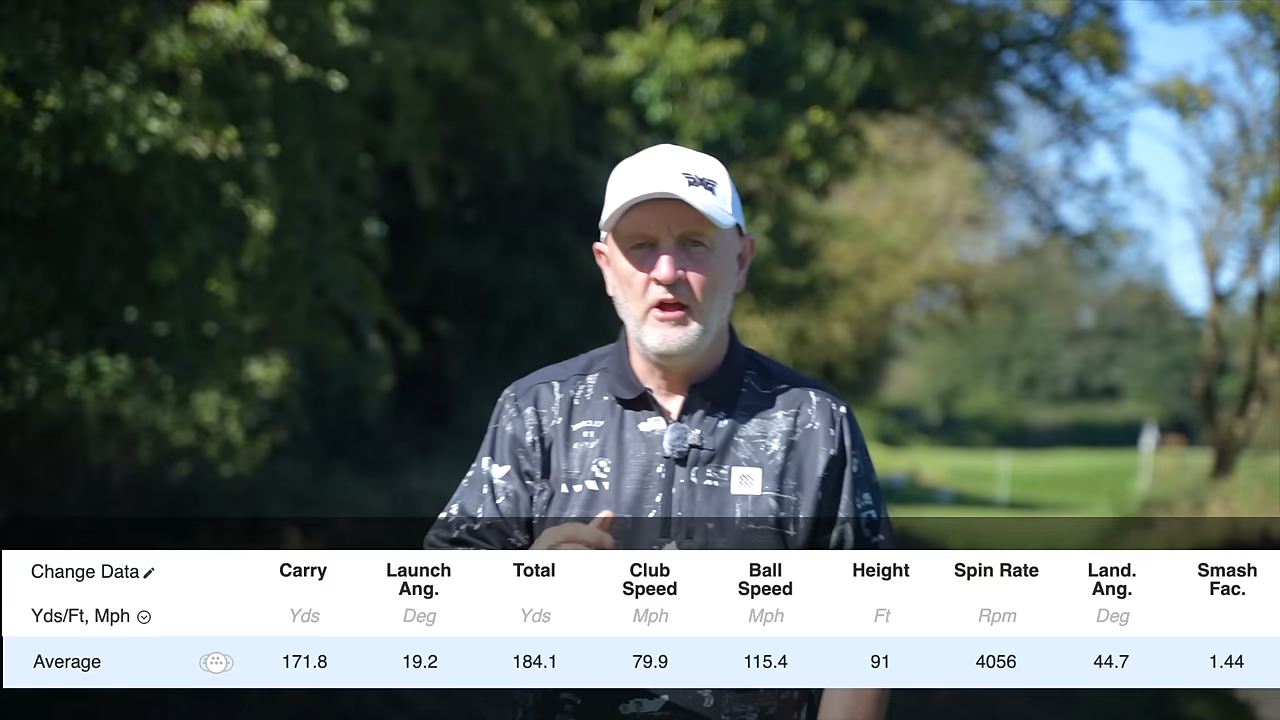 PXG
Change Data Carry Launch Ang. Total Club Speed Ball Speed Height Spin Rate Land. Ang. Smash Fac.
Yds/Ft, Mph Yds Deg Yds Mph Mph Ft Rpm Deg
Average 171.8 19.2 184.1 79.9 115.4 91 4056 44.7 1.44